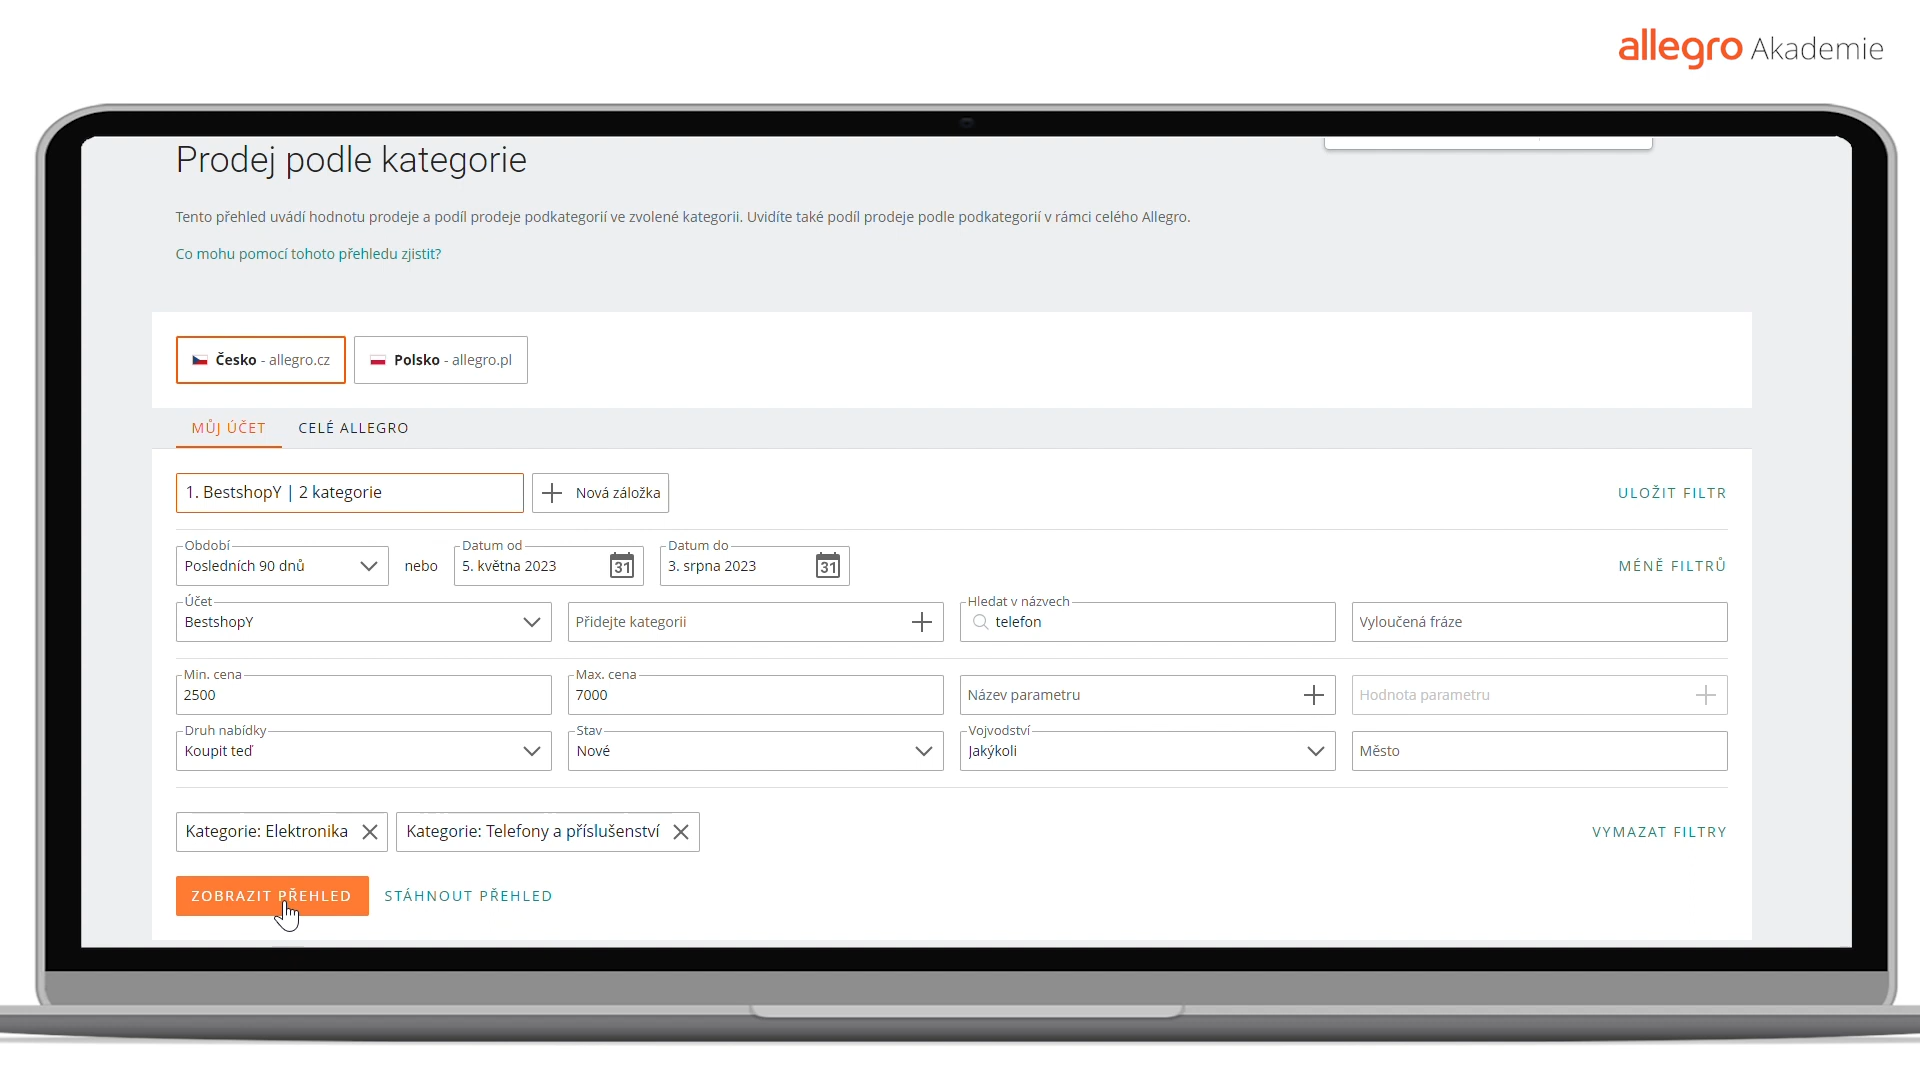 allegro Akademie
Prodej podle kategorie
Tento přehled uvádí hodnotu prodeje a podíl prodeje podkategorií ve zvolené kategorii. Uvidíte také podíl prodeje podle podkategorií v rámci celého Allegro.
Co mohu pomocí tohoto přehledu zjistit?
Česko - allegro.cz Polsko - allegro.pl
MŮJ ÚČET CELÉ ALLEGRO
1. BestshopY | 2 kategorie Nová záložka ULOŽIT FILTR
Období Datum od Datum do
Posledních 90 dnů nebo 5. května 2023 31 3. srpna 2023 31 MÉNĚ FILTRŮ
Účet Hledat v názvech
BestshopY Přidejte kategorii telefon Vyloučená fráze
Min. cena Max. cena
2500 7000 Název parametru Hodnota parametru
Druh nabídky Stav Vojvodství
Koupit teď Nové Jakýkoli Město
Kategorie: Elektronika Kategorie: Telefony a příslušenství VYMAZAT FILTRY
ZOBRAZIT PŘEHLED STÁHNOUT PŘEHLED